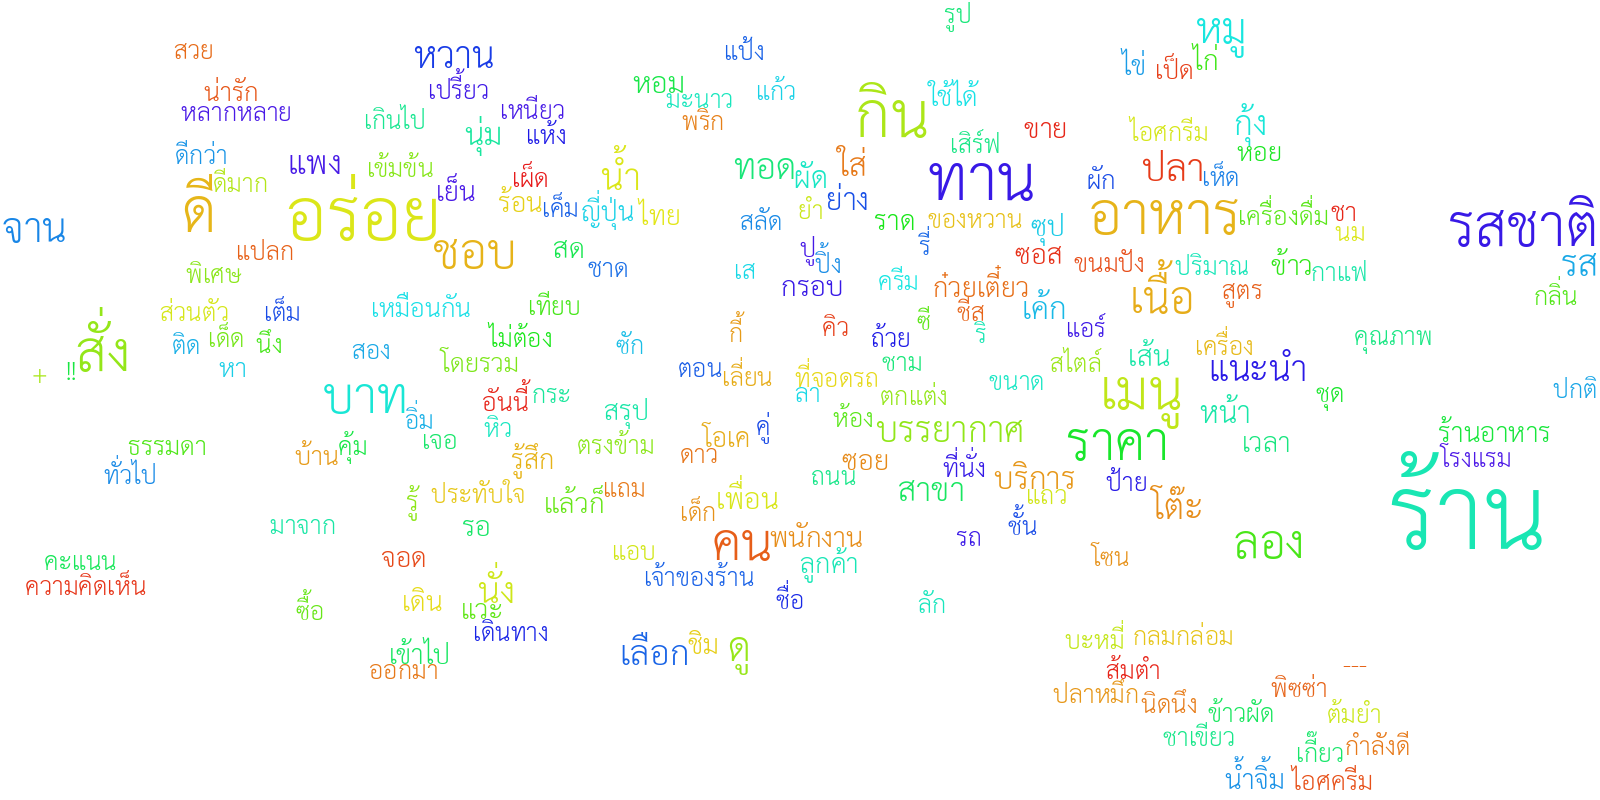 รูป
หมู
สวย
หวาน
แป้ง
ไข่
เป็ด
ไก่
น่ารัก
เปรี้ยว
หอม
มะนาว
แก้ว
กิน
ใช้ได้
หลากหลาย
เกินไป
เหนียว
พริก
ขาย
ไอศกรีม
กุ้ง
นุ่ม
แห้ง
เสิร์ฟ
หอย
ดีกว่า
แพง
เข้มข้น
ทอด
ใส่
ปลา
ดีมาก
เย็น
เผ็ด
น้ำ
ผัด
ทาน
ผัก
เห็ด
ดี
อร่อย
ร้อน
เค็ม
ญี่ปุ่น
ไทย
ยำ
ย่าง
จาน
สลัด
ราด
ของหวาน
ซุป
อาหาร
เครื่องดื่ม
ชา
นม
รสชาติ
แปลก
ชอบ
สด
ปู
รี่
ซอส
ขนมปัง
ปริมาณ
ข้าว
กาแฟ
รส
พิเศษ
ชาด
เส
ปิ้ง
กรอบ
ครีม
ก๋วยเตี๋ยว
เนื้อ
สูตร
กลิ่น
ส่วนตัว
เต็ม
เหมือนกัน
เทียบ
ชีส
เค้ก
สั่ง
ติด
เด็ด
นึง
ไม่ต้อง
กี้
คิว
ซี
ริ
แอร์
คุณภาพ
สอง
ซัก
ถ้วย
เครื่อง
+
!!
หา
โดยรวม
ตอน
เลี่ยน
ที่จอดรถ
ชาม
ขนาด
สไตล์
เส้น
แนะนำ
บาท
อันนี้
กระ
ลา
ตกแต่ง
เมนู
ชุด
ปกติ
อิ่ม
หิว
สรุป
คู่
ห้อง
บรรยากาศ
หน้า
ธรรมดา
บ้าน
คุ้ม
เจอ
รู้สึก
ตรงข้าม
ดาว
โอเค
ซอย
ที่นั่ง
ราคา
เวลา
ร้านอาหาร
โรงแรม
ทั่วไป
รู้
ประทับใจ
แล้วก็
แถม
เด็ก
เพื่อน
ถนน
สาขา
บริการ
แถว
ป้าย
โต๊ะ
ร้าน
มาจาก
รอ
คน
พนักงาน
รถ
ชั้น
ลอง
คะแนน
จอด
แอบ
ลูกค้า
โซน
ความคิดเห็น
นั่ง
เจ้าของร้าน
ซื้อ
เดิน
แวะ
ชื่อ
ลัก
เดินทาง
เข้าไป
เลือก
ชิม
ดู
บะหมี่
กลมกล่อม
ออกมา
ส้มตำ
---
ปลาหมึก
นิดนึง
พิซซ่า
ข้าวผัด
ต้มยำ
ชาเขียว
เกี๊ยว
กำลังดี
น้ำจิ้ม
ไอศครีม